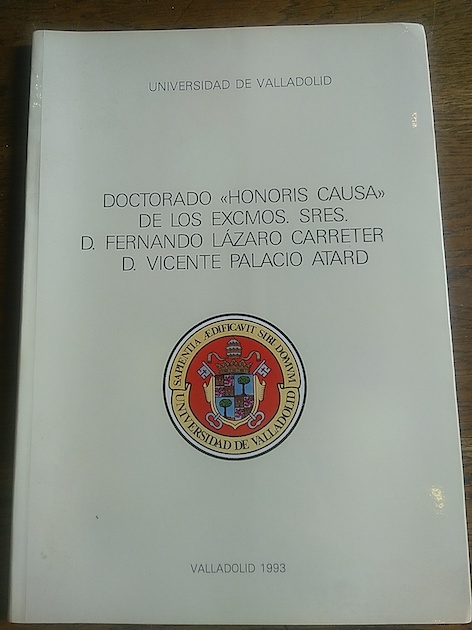 UNIVERSIDAD DE VALLADOLID
DOCTORADO «HONORIS CAUSA»
DE LOS EXCMOS. SRES.
D. FERNANDO LÁZARO CARRETER
D. VICENTE PALACIO ATARD
SAPIENTIA ÆDIFICAVIT SIBI DOMVM
UNIVERSIDAD DE VALLADOLID
VALLADOLID 1993